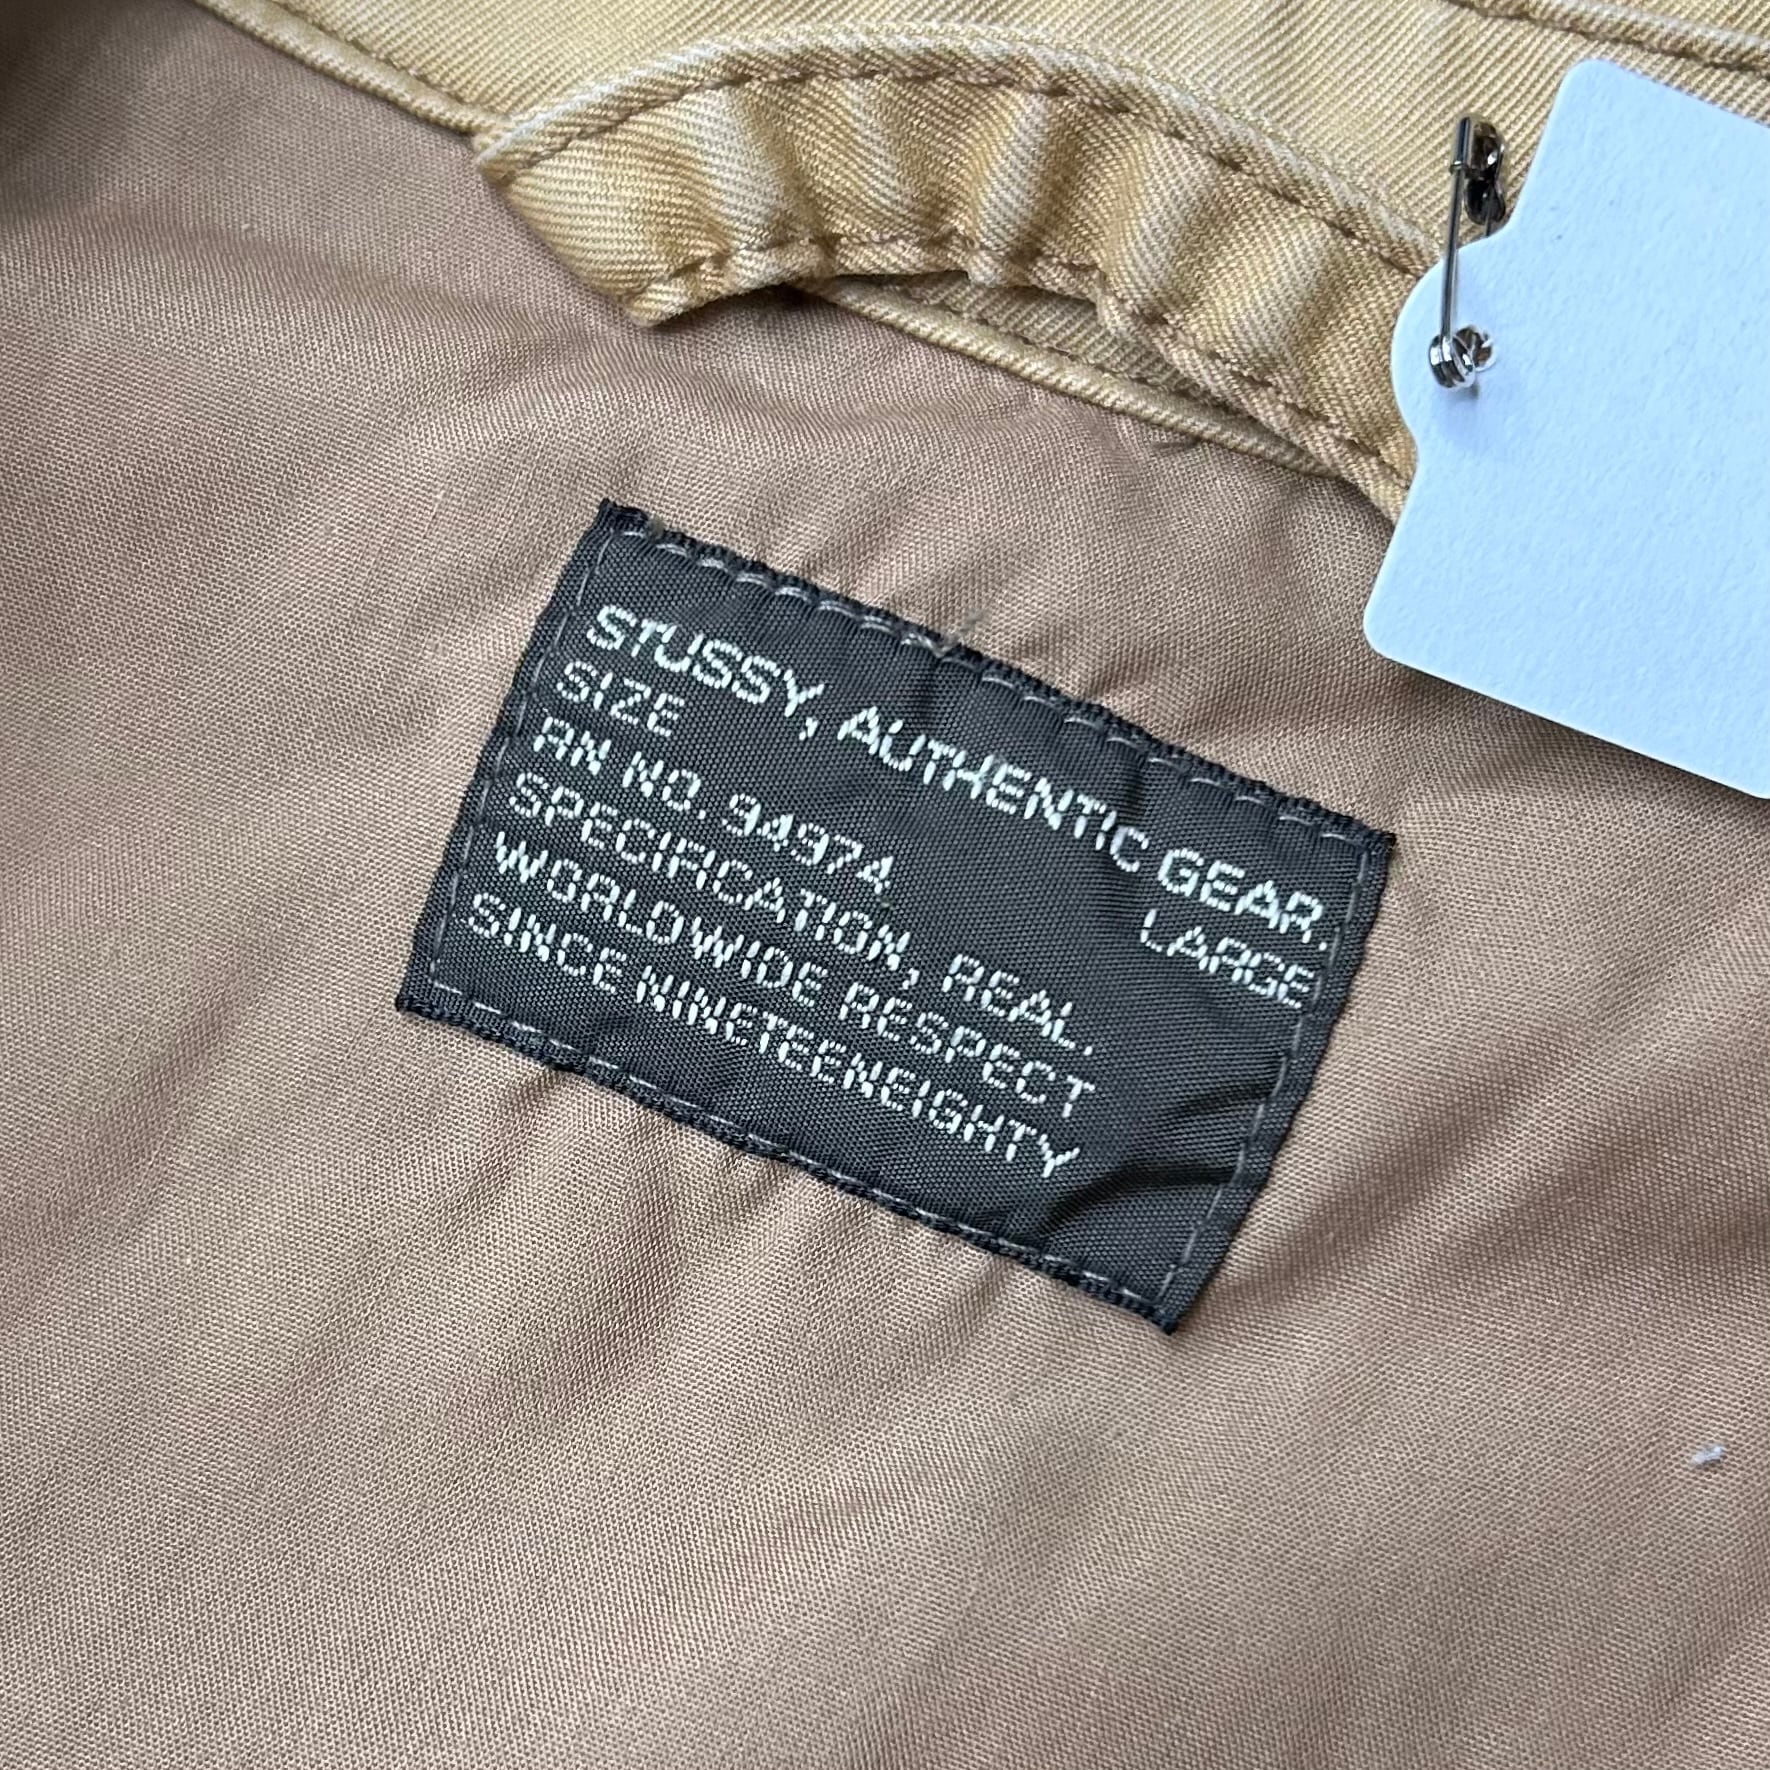 STUSSY, AUTHENTIC GEAR.
SIZE LARGE
RN NO. 94974
SPECIFICATION, REAL.
WORLDWIDE RESPECT
SINCE NINETEENEIGHTY